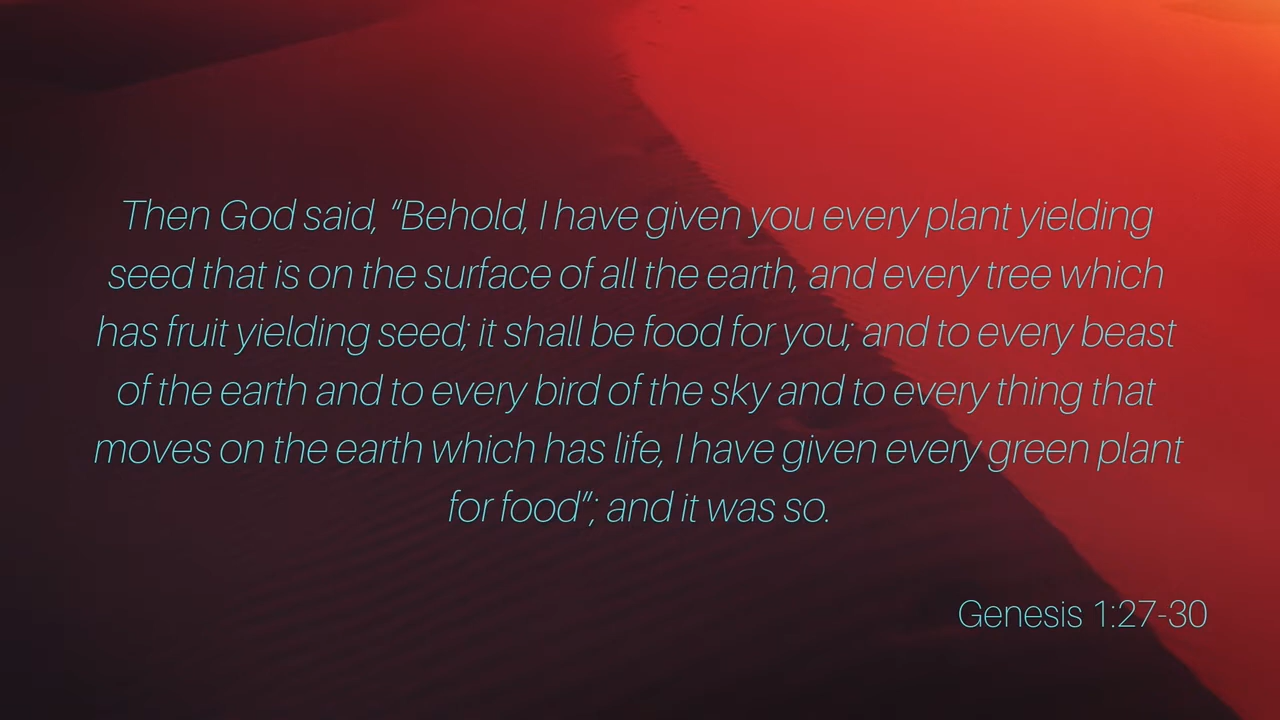 Then God said, “Behold, I have given you every plant yielding
seed that is on the surface of all the earth, and every tree which
has fruit yielding seed; it shall be food for you; and to every beast
of the earth and to every bird of the sky and to every thing that
moves on the earth which has life, I have given every green plant
for food”; and it was so.
Genesis 1:27-30